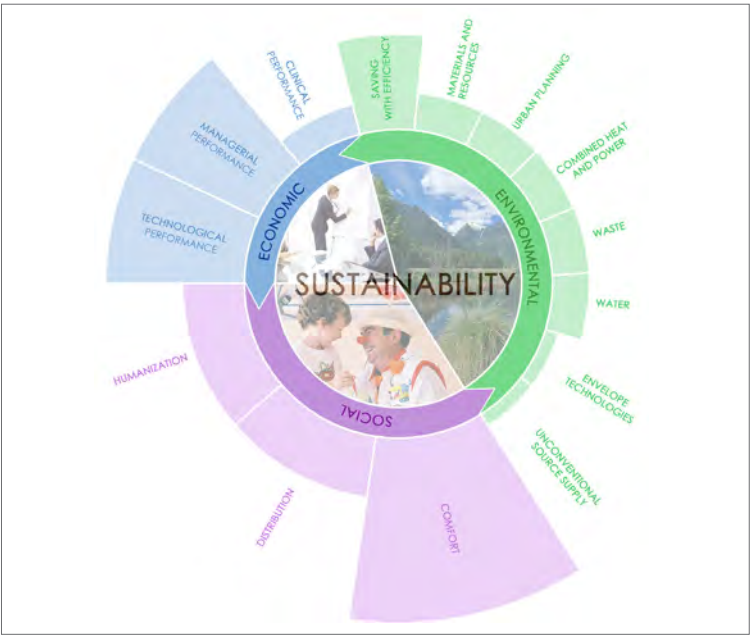 SUSTAINABILITY
ECONOMIC
ENVIRONMENTAL
SOCIAL
CLINICAL
PERFORMANCE
MANAGERIAL
PERFORMANCE
TECHNOLOGICAL
PERFORMANCE
SAVING
WITH EFFICIENCY
MATERIALS AND
RESOURCES
URBAN PLANNING
COMBINED HEAT
AND POWER
WASTE
WATER
ENVELOPE
TECHNOLOGIES
UNCONVENTIONAL
SOURCE SUPPLY
COMFORT
DISTRIBUTION
HUMANIZATION